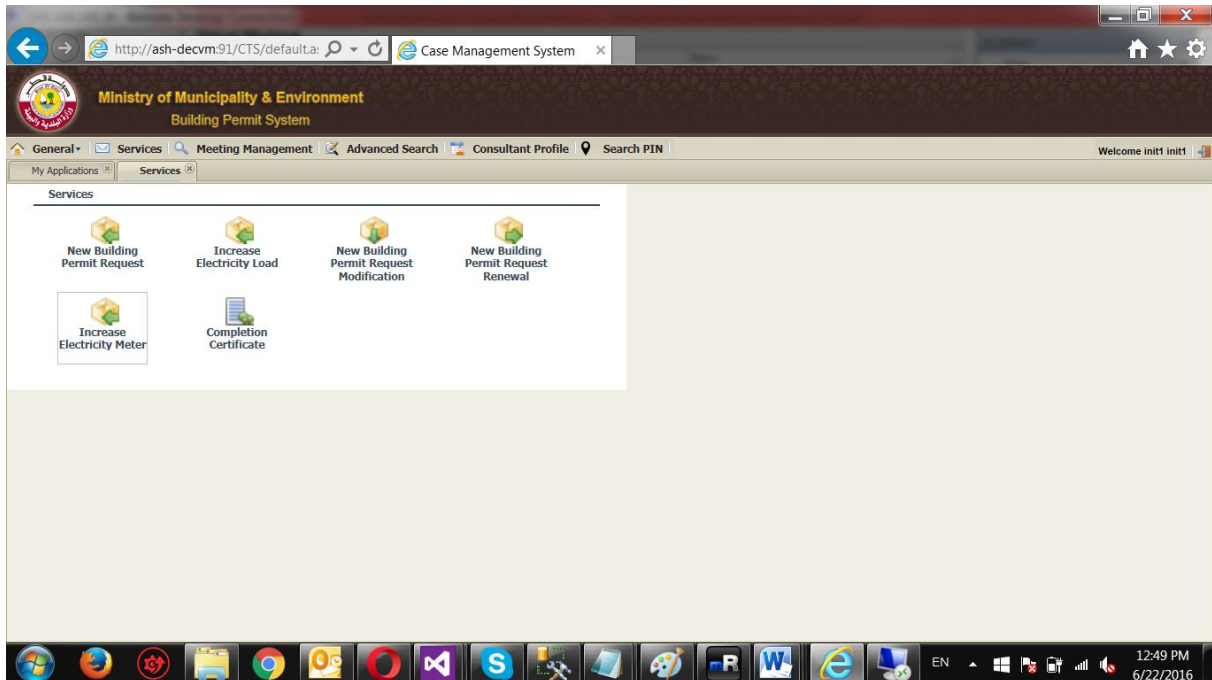 http://ash-decvm:91/CTS/default.a:
Case Management System
Ministry of Municipality & Environment
Building Permit System
General
Services
Meeting Management
Advanced Search
Consultant Profile
Search PIN
Welcome init1 init1
My Applications
Services
Services
New Building
Permit Request
Increase
Electricity Load
New Building
Permit Request
Modification
New Building
Permit Request
Renewal
Increase
Electricity Meter
Completion
Certificate
EN
12:49 PM
6/22/2016